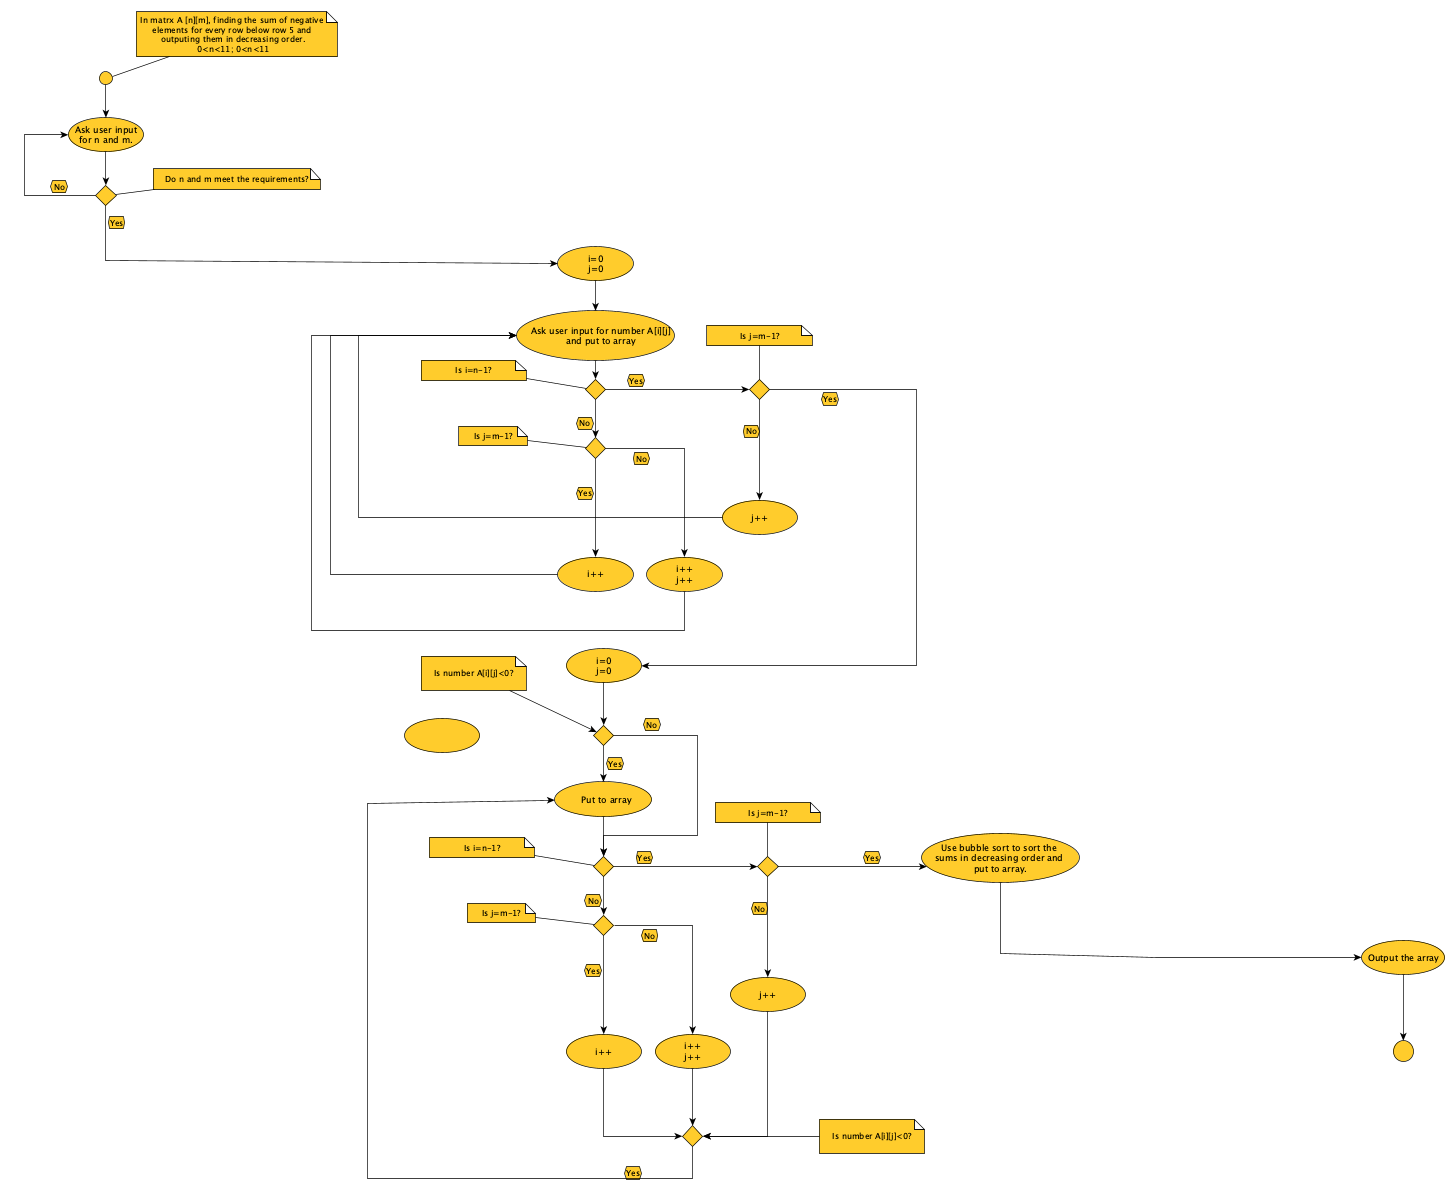 In matrx A [n][m], finding the sum of negative
elements for every row below row 5 and
outputing them in decreasing order.
0<n<11; 0<n<11
Ask user input
for n and m.
Do n and m meet the requirements?
No
Yes
i=0
j=0
Ask user input for number A[i][j]
and put to array
Is j=m-1?
Is i=n-1?
Yes
Yes
No
No
Is j=m-1?
No
Yes
j++
i++
i++
j++
i=0
j=0
Is number A[i][j]<0?
No
Yes
Put to array
Is j=m-1?
Is i=n-1?
Yes
Yes
Use bubble sort to sort the
sums in decreasing order and
put to array.
No
No
Is j=m-1?
No
Yes
Output the array
j++
i++
i++
j++
Is number A[i][j]<0?
Yes